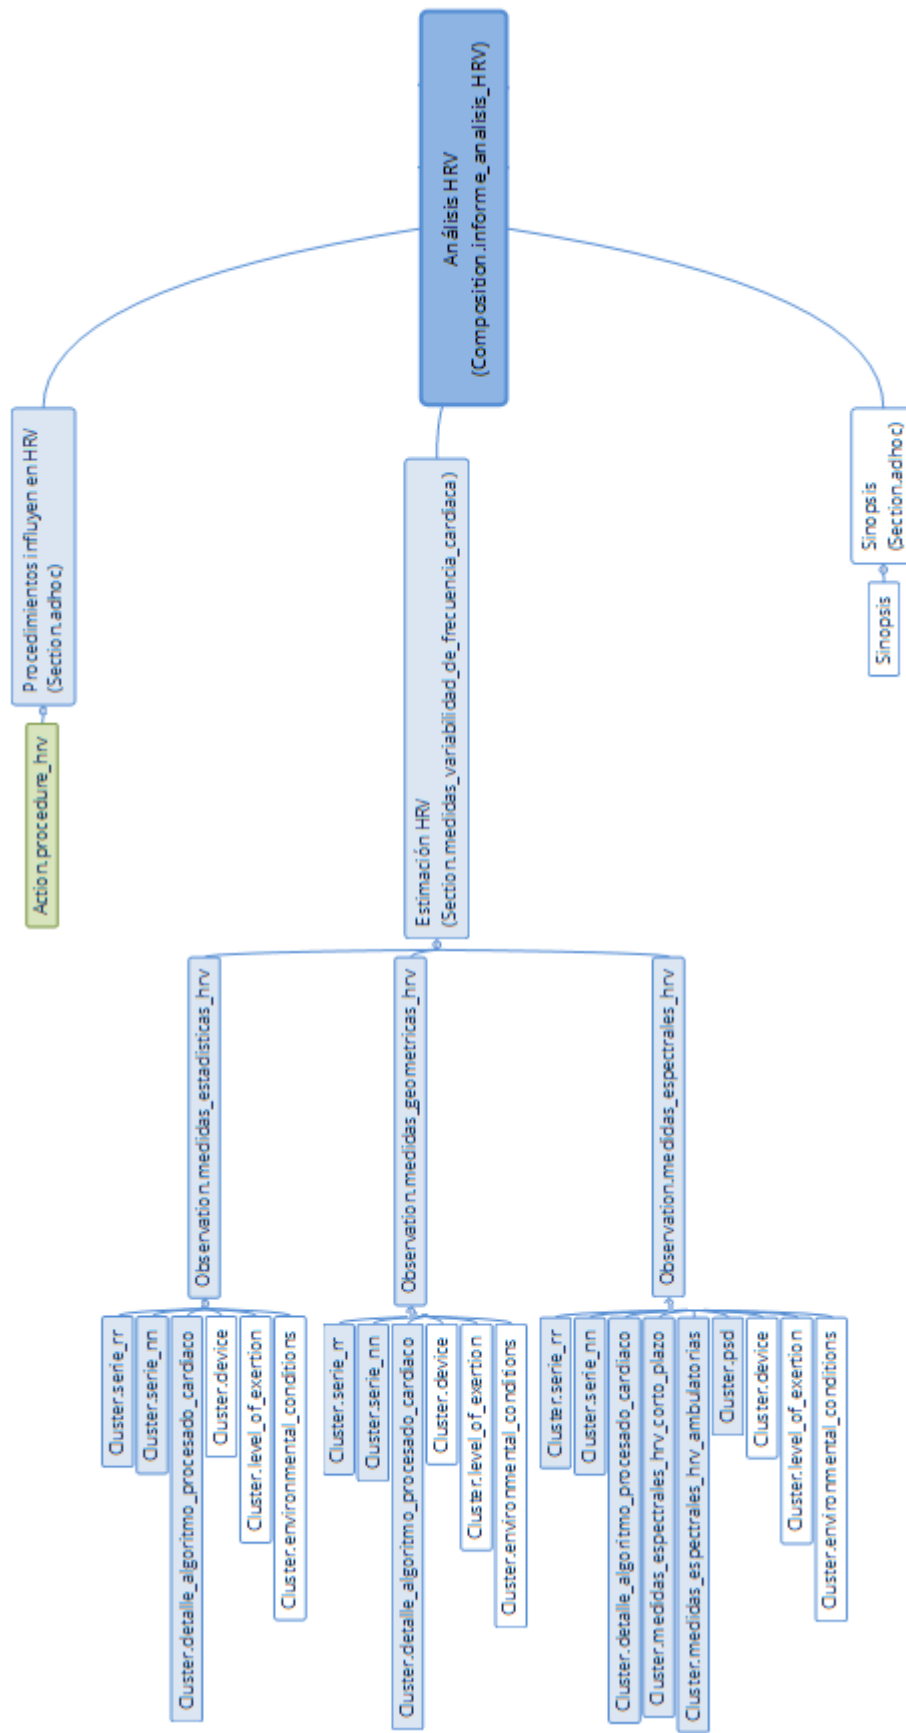 Análisis HRV
(Composition.informe_analisis_HRV)
Procedimientos influyen en HRV
(Section.adhoc)
Action.procedure_hrv
Estimación HRV
(Section.medidas_variabilidad_de_frecuencia_cardiaca)
Observation.medidas_estadisticas_hrv
Cluster.serie_rr
Cluster.serie_nn
Cluster.detalle_algoritmo_procesado_cardiaco
Cluster.device
Cluster.level_of_exertion
Cluster.environmental_conditions
Observation.medidas_geometricas_hrv
Cluster.serie_rr
Cluster.serie_nn
Cluster.detalle_algoritmo_procesado_cardiaco
Cluster.device
Cluster.level_of_exertion
Cluster.environmental_conditions
Observation.medidas_espectrales_hrv
Cluster.serie_rr
Cluster.serie_nn
Cluster.detalle_algoritmo_procesado_cardiaco
Cluster.medidas_espectrales_hrv_corto_plazo
Cluster.medidas_espectrales_hrv_ambulatorias
Cluster.psd
Cluster.device
Cluster.level_of_exertion
Cluster.environmental_conditions
Sinopsis
(Section.adhoc)
Sinopsis